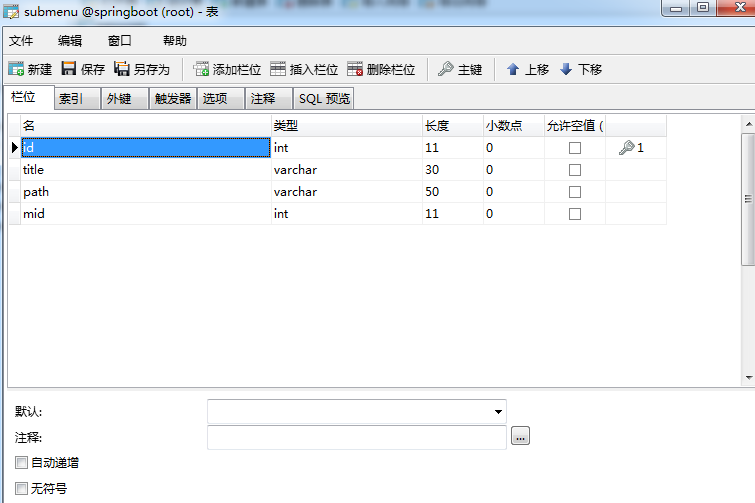 submenu @springboot (root) - 表
文件 编辑 窗口 帮助
新建 保存 另存为 添加栏位 插入栏位 删除栏位 主键 上移 下移
栏位 索引 外键 触发器 选项 注释 SQL 预览
名 类型 长度 小数点 允许空值 (
id int 11 0 1
title varchar 30 0
path varchar 50 0
mid int 11 0
默认:
注释: ...
自动递增
无符号